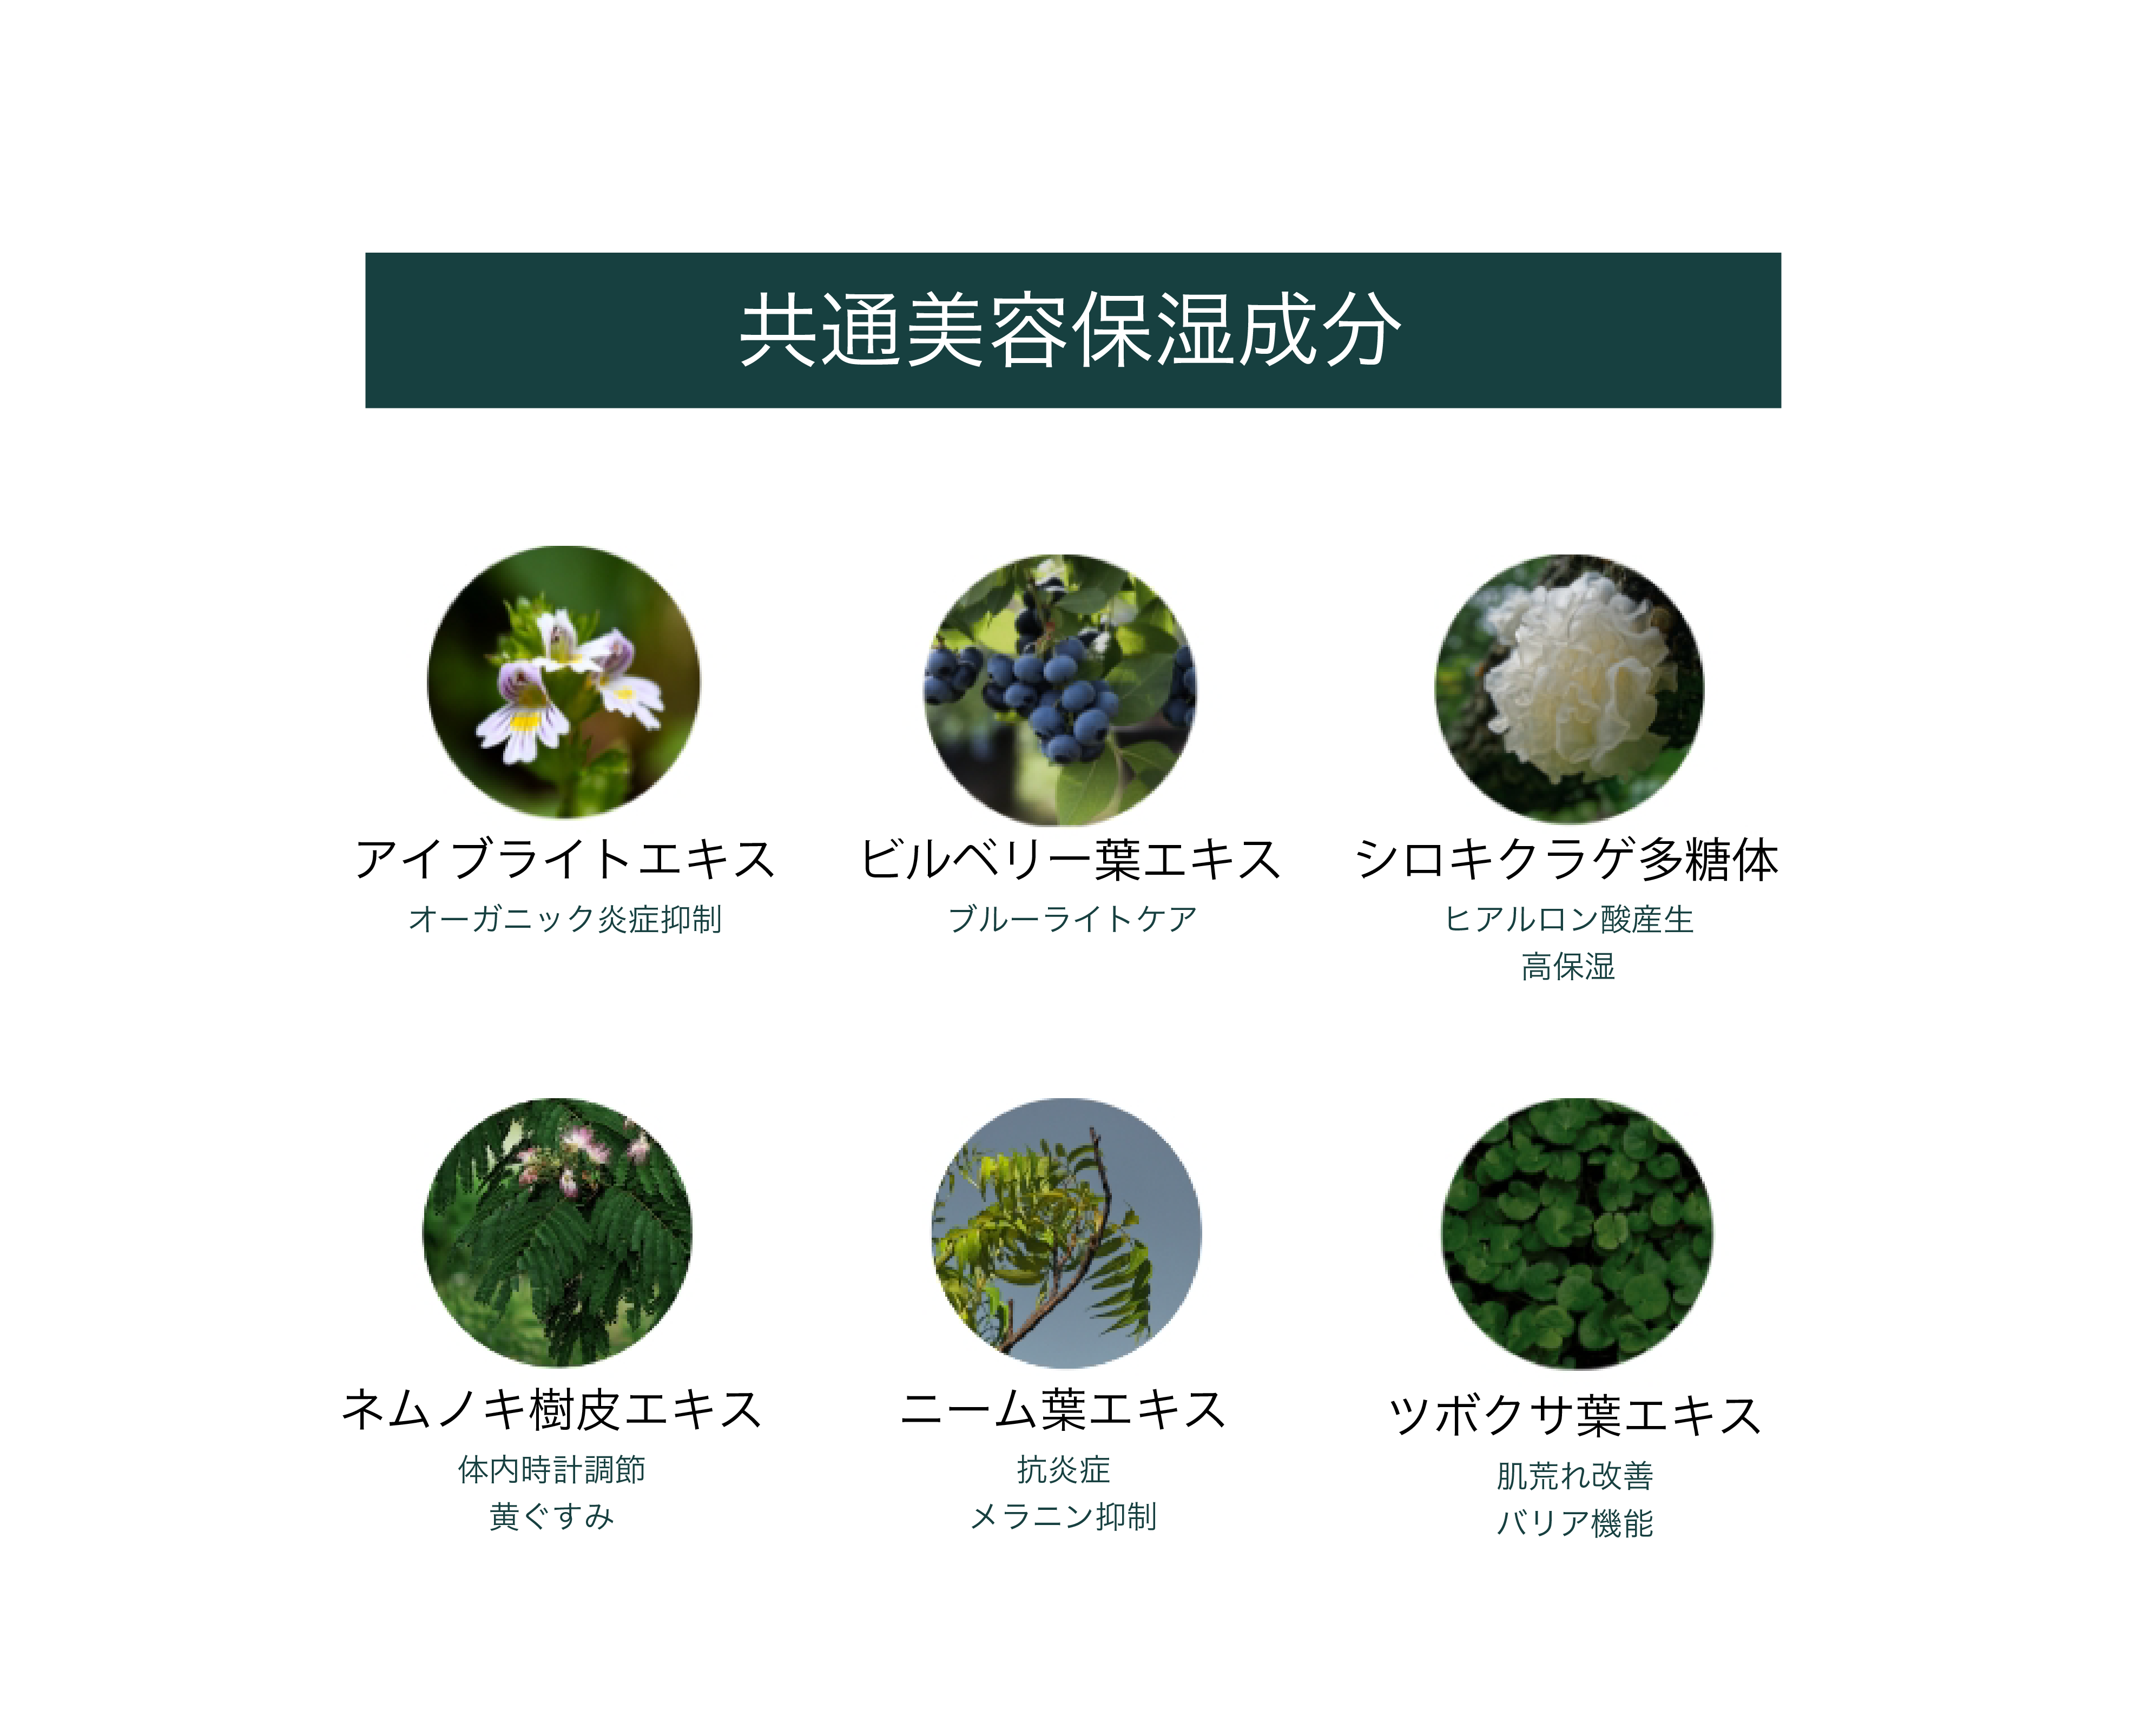 共通美容保湿成分
アイブライトエキス
オーガニック炎症抑制
ビルベリー葉エキス
ブルーライトケア
シロキクラゲ多糖体
ヒアルロン酸産生
高保湿
ネムノキ樹皮エキス
体内時計調節
黄ぐすみ
ニーム葉エキス
抗炎症
メラニン抑制
ツボクサ葉エキス
肌荒れ改善
バリア機能